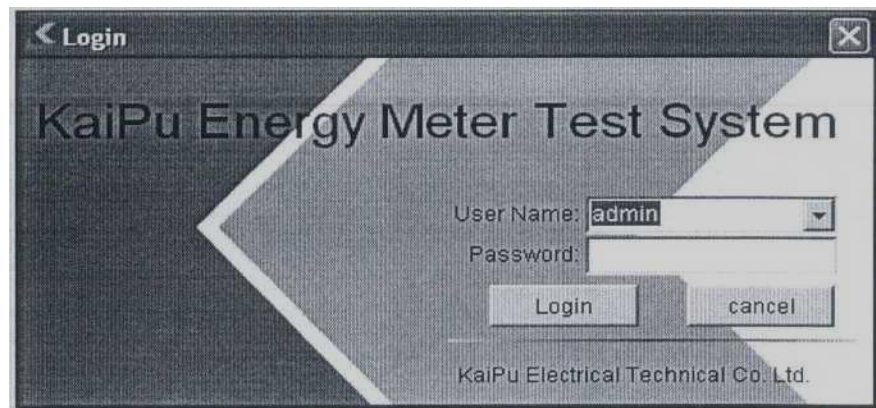 Login
KaiPu Energy Meter Test System
User Name: admin
Password:
Login cancel
KaiPu Electrical Technical Co. Ltd.